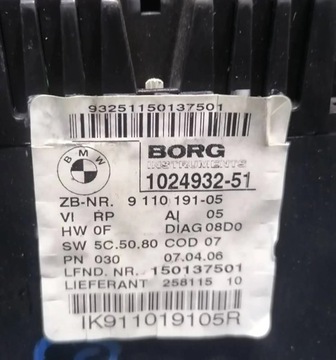 93251150137501
BMW
BORG
INSTRUMENTS
1024932-51
ZB-NR. 9 110 191-05
VI RP AI 05
HW 0F DIAG 08D0
SW 5C.50.80 COD 07
PN 030 07.04.06
LFND. NR. 150137501
LIEFERANT 258115 10
IK911019105R